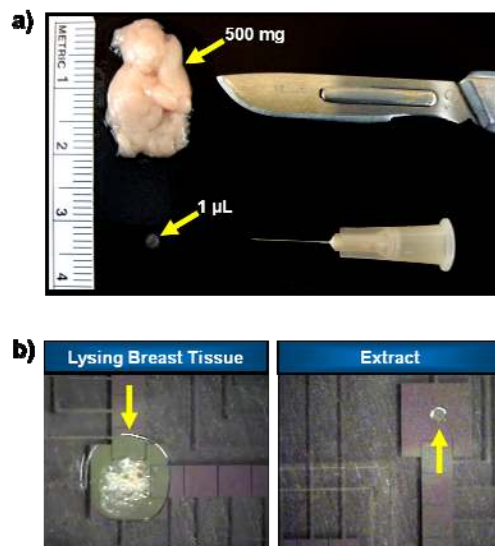 a)
METRIC 1
2
3
4
500 mg
1 µL
b)
Lysing Breast Tissue
Extract